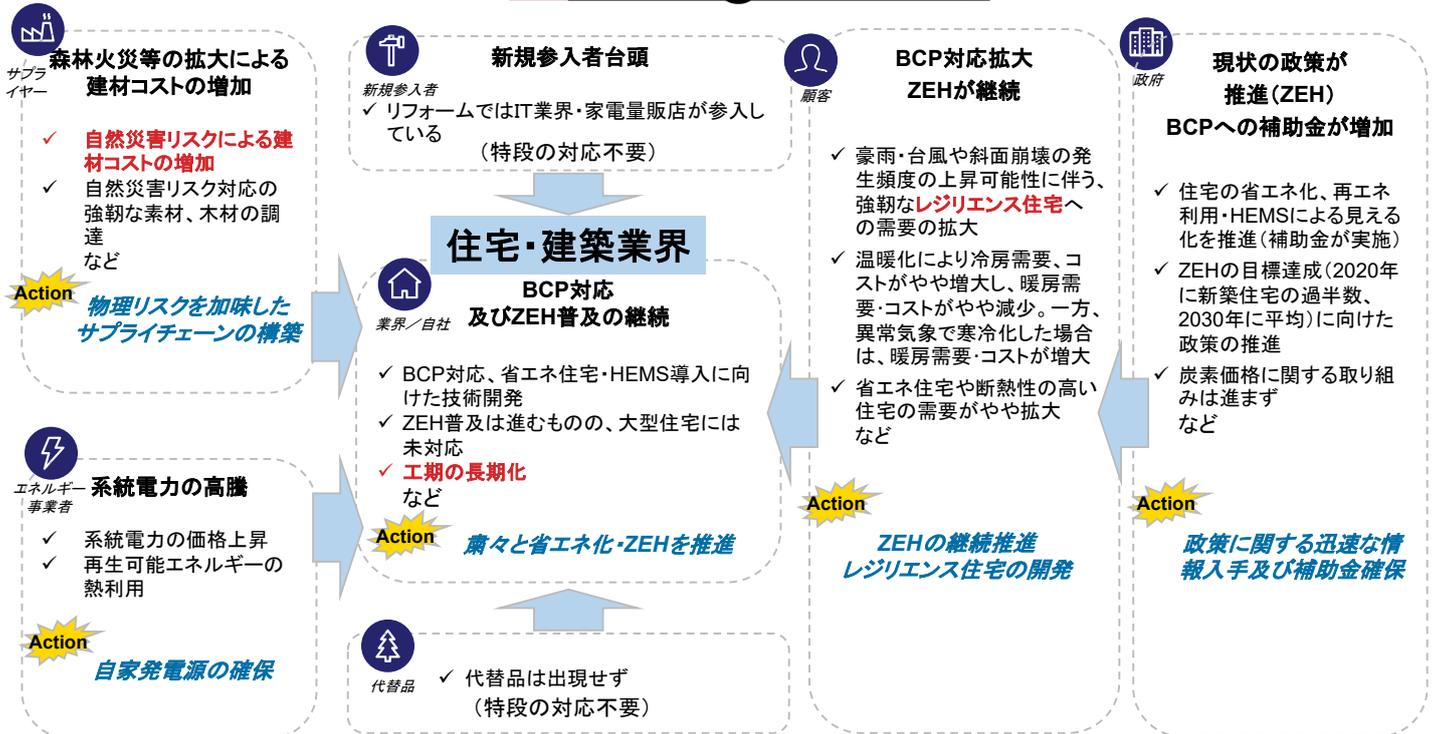 サプラ
イヤー
森林火災等の拡大による
建材コストの増加
✓ 自然災害リスクによる建
材コストの増加
✓ 自然災害リスク対応の
強靭な素材、木材の調
達
など
Action
物理リスクを加味した
サプライチェーンの構築
エネルギー
事業者
系統電力の高騰
✓ 系統電力の価格上昇
✓ 再生可能エネルギーの
熱利用
Action
自家発電源の確保
新規参入者
新規参入者台頭
✓ リフォームではIT業界・家電量販店が参入し
ている
（特段の対応不要）
住宅・建築業界
業界／自社
BCP対応
及びZEH普及の継続
✓ BCP対応、省エネ住宅・HEMS導入に向
けた技術開発
✓ ZEH普及は進むものの、大型住宅には
未対応
✓ 工期の長期化
など
Action
粛々と省エネ化・ZEHを推進
代替品
✓ 代替品は出現せず
（特段の対応不要）
顧客
BCP対応拡大
ZEHが継続
✓ 豪雨・台風や斜面崩壊の発
生頻度の上昇可能性に伴う、
強靭なレジリエンス住宅へ
の需要の拡大
✓ 温暖化により冷房需要、コ
ストがやや増大し、暖房需
要・コストがやや減少。一方、
異常気象で寒冷化した場合
は、暖房需要・コストが増大
✓ 省エネ住宅や断熱性の高い
住宅の需要がやや拡大
など
Action
ZEHの継続推進
レジリエンス住宅の開発
政府
現状の政策が
推進（ZEH）
BCPへの補助金が増加
✓ 住宅の省エネ化、再エネ
利用・HEMSによる見える
化を推進（補助金が実施）
✓ ZEHの目標達成（2020年
に新築住宅の過半数、
2030年に平均）に向けた
政策の推進
✓ 炭素価格に関する取り組
みは進まず
など
Action
政策に関する迅速な情
報入手及び補助金確保